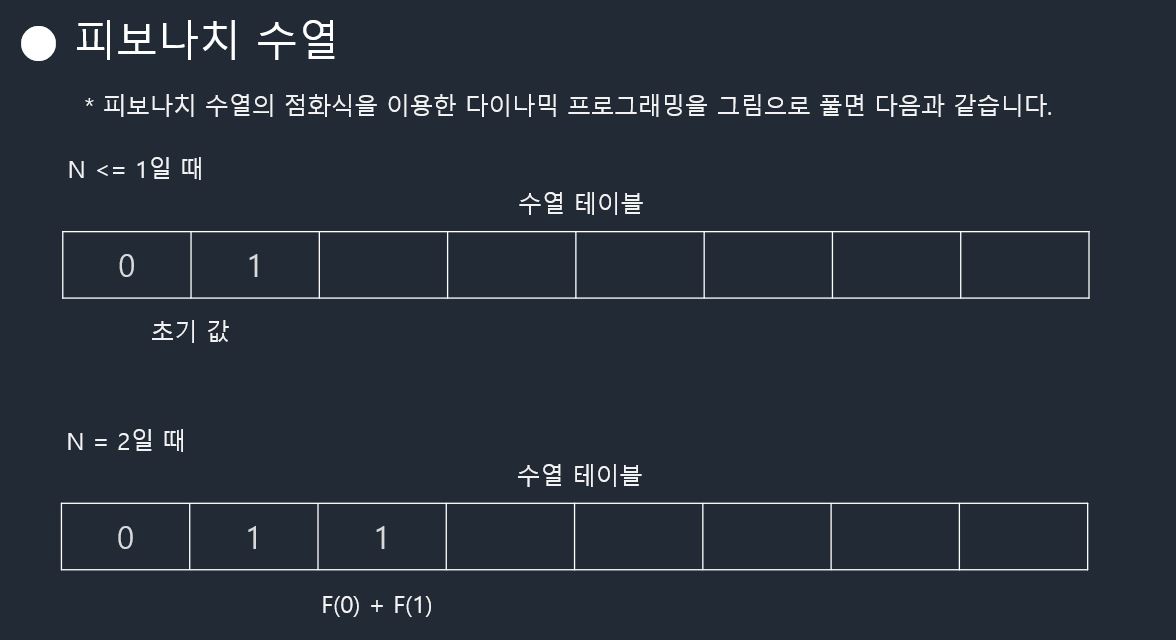 ● 피보나치 수열
* 피보나치 수열의 점화식을 이용한 다이나믹 프로그래밍을 그림으로 풀면 다음과 같습니다.
N <= 1일 때
수열 테이블
0 1
초기 값
N = 2일 때
수열 테이블
0 1 1
F(0) + F(1)